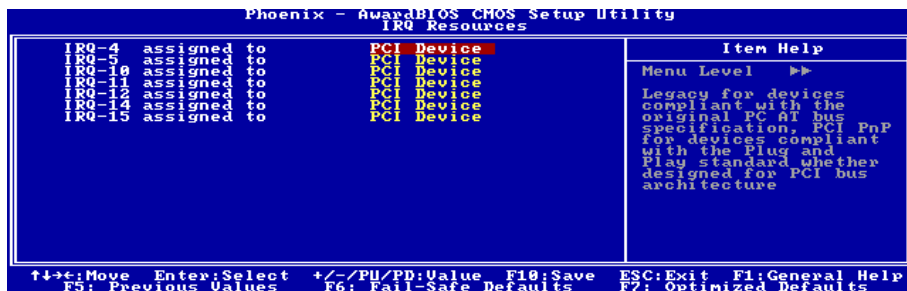 Phoenix - AwardBIOS CMOS Setup Utility
IRQ Resources
IRQ-4 assigned to PCI Device
IRQ-5 assigned to PCI Device
IRQ-10 assigned to PCI Device
IRQ-11 assigned to PCI Device
IRQ-12 assigned to PCI Device
IRQ-14 assigned to PCI Device
IRQ-15 assigned to PCI Device
Item Help
Menu Level ►►
Legacy for devices
compliant with the
original PC AT bus
specification, PCI PnP
for devices compliant
with the Plug and
Play standard whether
designed for PCI bus
architecture
↑↓→←:Move Enter:Select +/-/PU/PD:Value F10:Save ESC:Exit F1:General Help
F5: Previous Values F6: Fail-Safe Defaults F7: Optimized Defaults